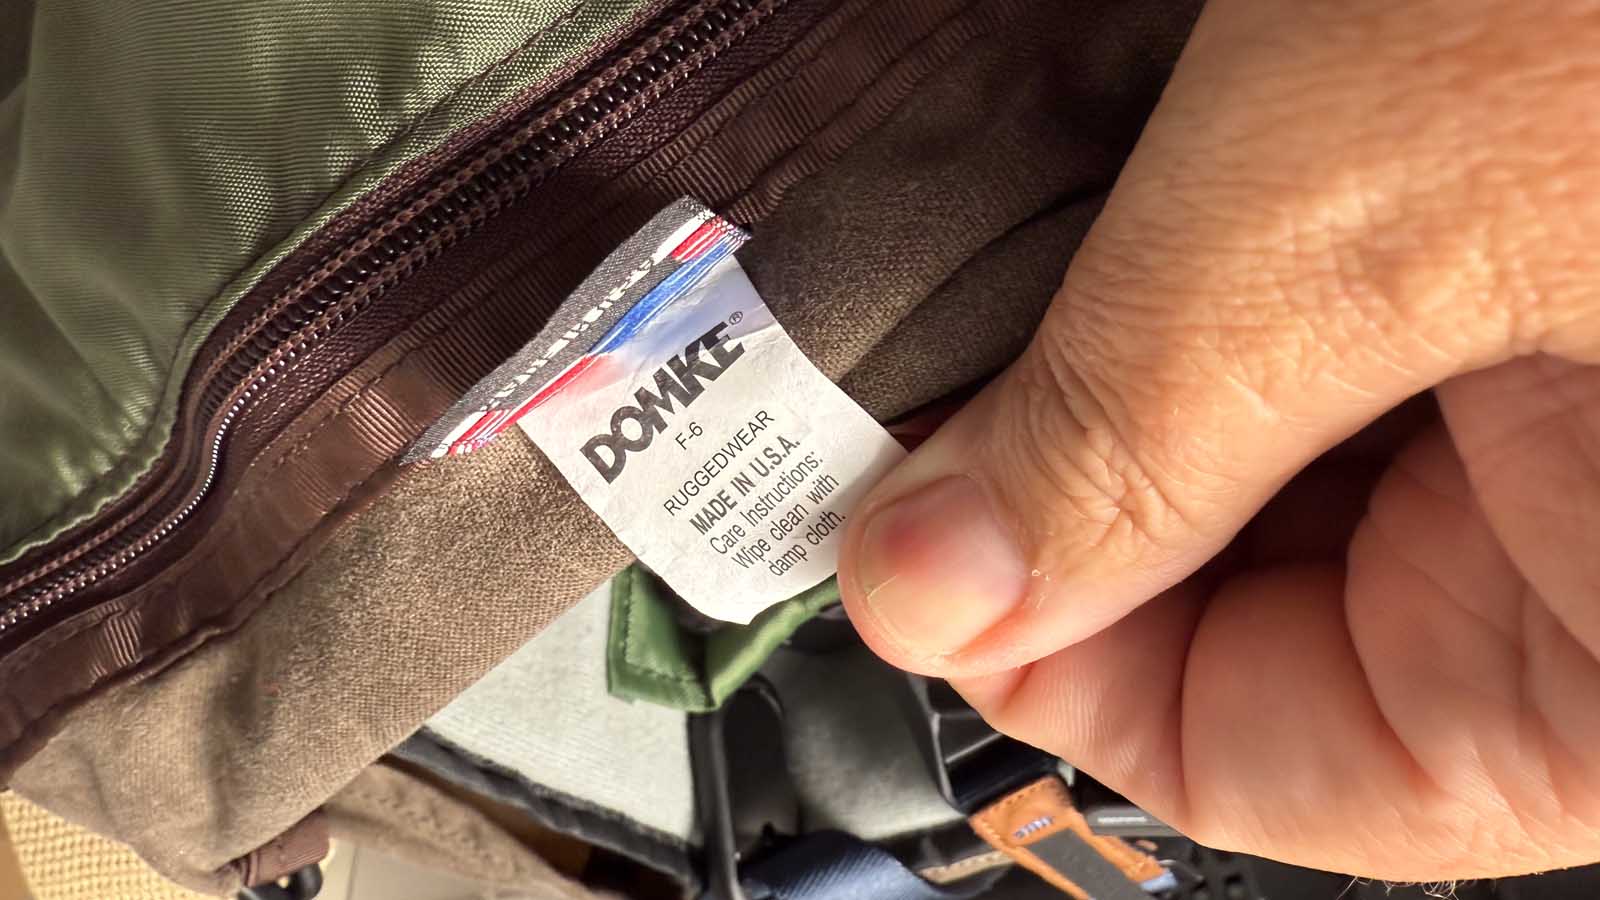 DOMKE®
F-6
RUGGEDWEAR
MADE IN U.S.A.
Care Instructions:
Wipe clean with
damp cloth.